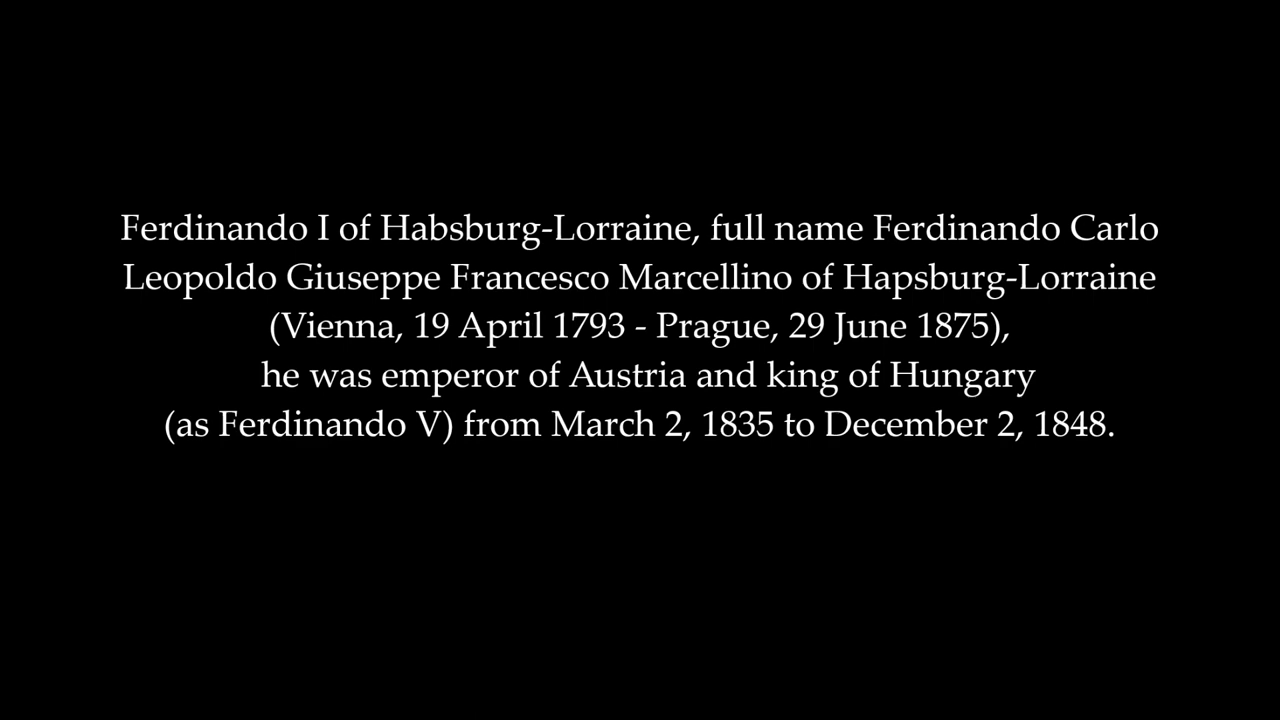 Ferdinando I of Habsburg-Lorraine, full name Ferdinando Carlo
Leopoldo Giuseppe Francesco Marcellino of Hapsburg-Lorraine
(Vienna, 19 April 1793 - Prague, 29 June 1875),
he was emperor of Austria and king of Hungary
(as Ferdinando V) from March 2, 1835 to December 2, 1848.